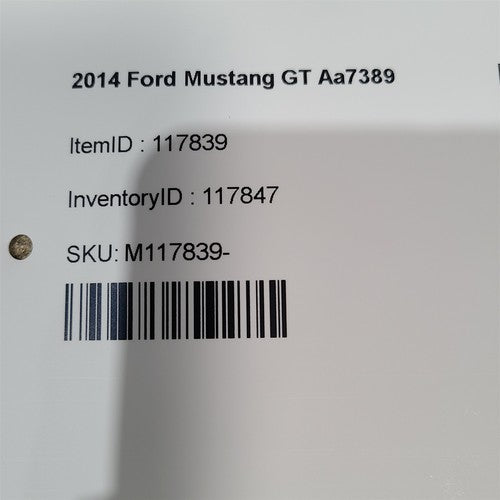 2014 Ford Mustang GT Aa7389
ItemID : 117839
InventoryID : 117847
SKU: M117839-